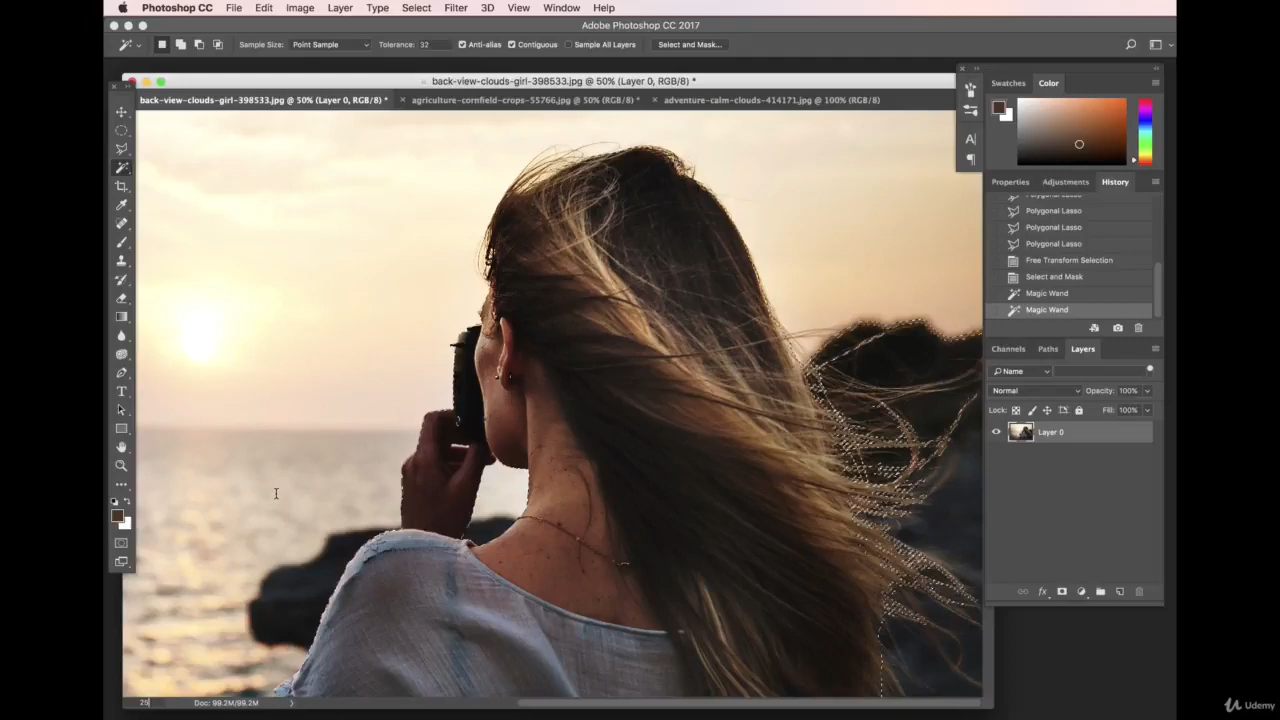 Photoshop CC File Edit Image Layer Type Select Filter 3D View Window Help
Adobe Photoshop CC 2017
Sample Size: Point Sample Tolerance: 32 Anti-alias Contiguous Sample All Layers Select and Mask...
back-view-clouds-girl-398533.jpg @ 50% (Layer 0, RGB/8) *
back-view-clouds-girl-398533.jpg @ 50% (Layer 0, RGB/8) * agriculture-cornfield-crops-55766.jpg @ 50% (RGB/8) * adventure-calm-clouds-414171.jpg @ 100% (RGB/8)
Swatches Color
Properties Adjustments History
Polygonal Lasso
Polygonal Lasso
Polygonal Lasso
Polygonal Lasso
Free Transform Selection
Select and Mask
Magic Wand
Magic Wand
Channels Paths Layers
Name
Normal Opacity: 100%
Lock: Fill: 100%
Layer 0
fx
25 Doc: 99.2M/99.2M
Udemy